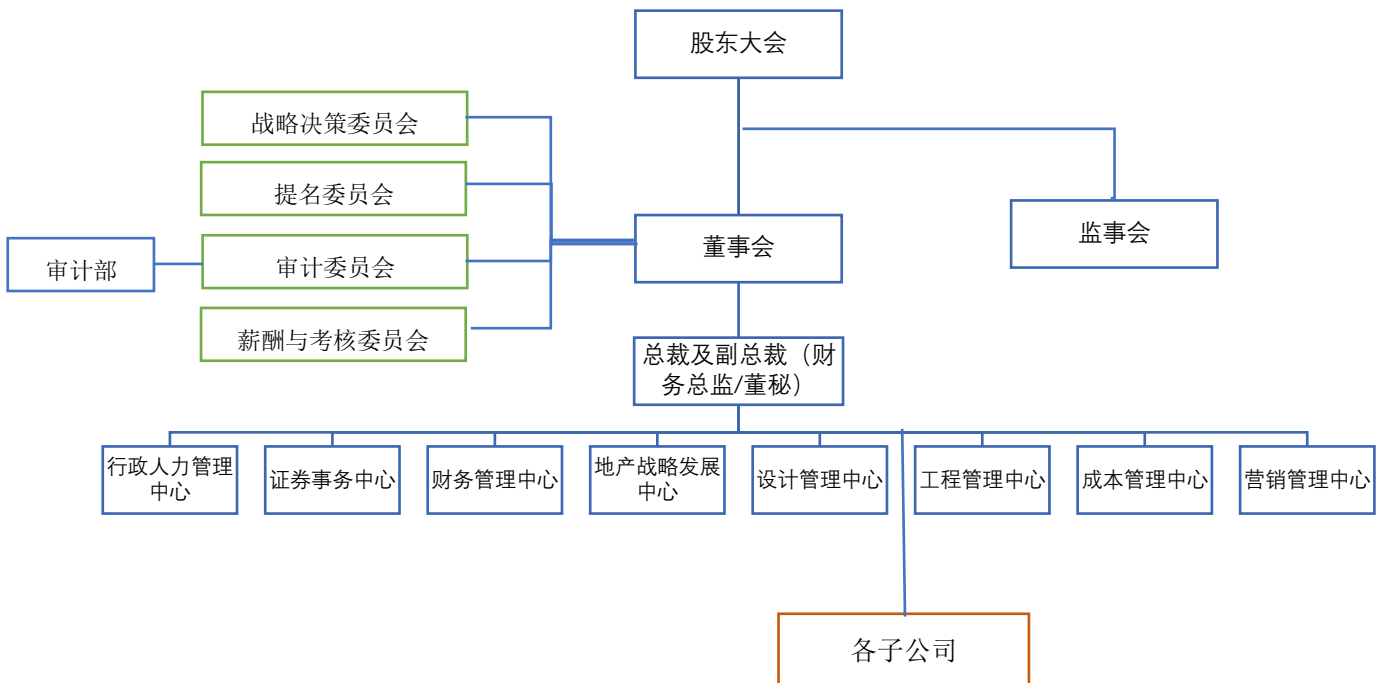 股东大会
战略决策委员会
提名委员会
监事会
董事会
审计委员会
审计部
薪酬与考核委员会
总裁及副总裁（财
务总监/董秘）
行政人力管理
中心
证券事务中心
财务管理中心
地产战略发展
中心
设计管理中心
工程管理中心
成本管理中心
营销管理中心
各子公司